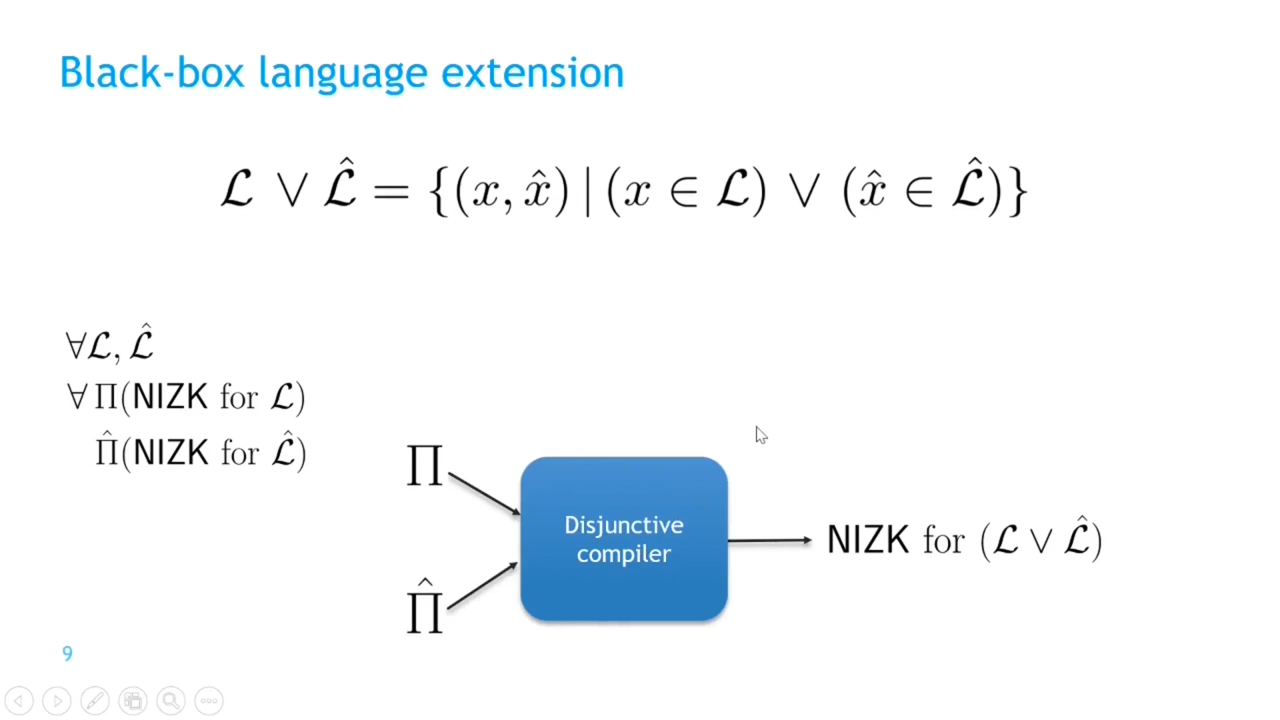 Black-box language extension
ℒ ∨ ℒ̂ = {(x, x̂) | (x ∈ ℒ) ∨ (x̂ ∈ ℒ̂)}
∀ℒ, ℒ̂
∀ Π(NIZK for ℒ)
Π̂(NIZK for ℒ̂)
Π
Disjunctive
compiler
NIZK for (ℒ ∨ ℒ̂)
Π̂
9